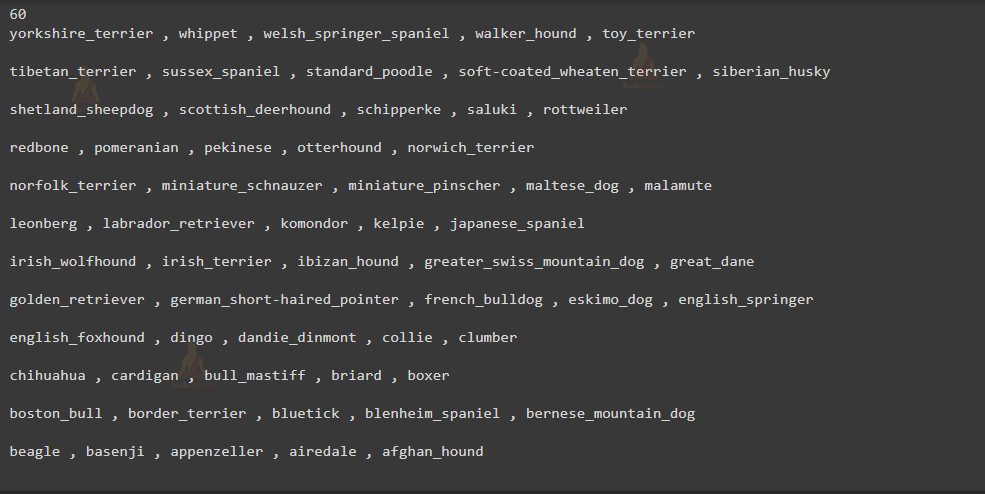 60
yorkshire_terrier , whippet , welsh_springer_spaniel , walker_hound , toy_terrier
tibetan_terrier , sussex_spaniel , standard_poodle , soft-coated_wheaten_terrier , siberian_husky
shetland_sheepdog , scottish_deerhound , schipperke , saluki , rottweiler
redbone , pomeranian , pekinese , otterhound , norwich_terrier
norfolk_terrier , miniature_schnauzer , miniature_pinscher , maltese_dog , malamute
leonberg , labrador_retriever , komondor , kelpie , japanese_spaniel
irish_wolfhound , irish_terrier , ibizan_hound , greater_swiss_mountain_dog , great_dane
golden_retriever , german_short-haired_pointer , french_bulldog , eskimo_dog , english_springer
english_foxhound , dingo , dandie_dinmont , collie , clumber
chihuahua , cardigan , bull_mastiff , briard , boxer
boston_bull , border_terrier , bluetick , blenheim_spaniel , bernese_mountain_dog
beagle , basenji , appenzeller , airedale , afghan_hound